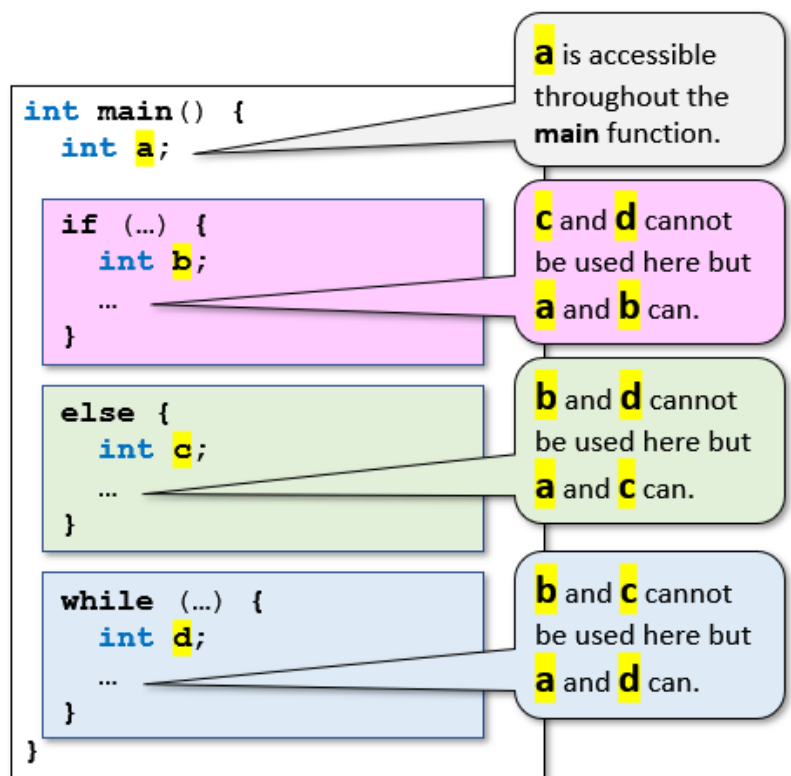 int main() {
int a;
a is accessible
throughout the
main function.
if (…) {
int b;
…
}
c and d cannot
be used here but
a and b can.
else {
int c;
…
}
b and d cannot
be used here but
a and c can.
while (…) {
int d;
…
}
b and c cannot
be used here but
a and d can.
}